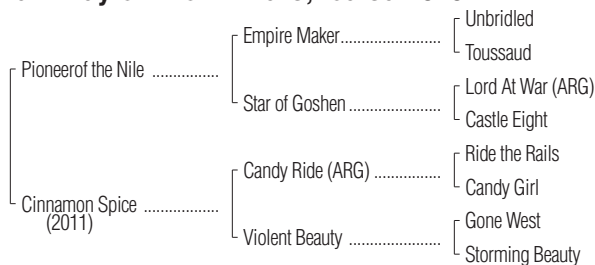 Unbridled
Empire Maker....................
Toussaud
Pioneerof the Nile ................
Lord At War (ARG)
Star of Goshen ......................
Castle Eight
Ride the Rails
Candy Ride (ARG) ................
Candy Girl
Cinnamon Spice ..................
(2011)
Gone West
Violent Beauty ......................
Storming Beauty